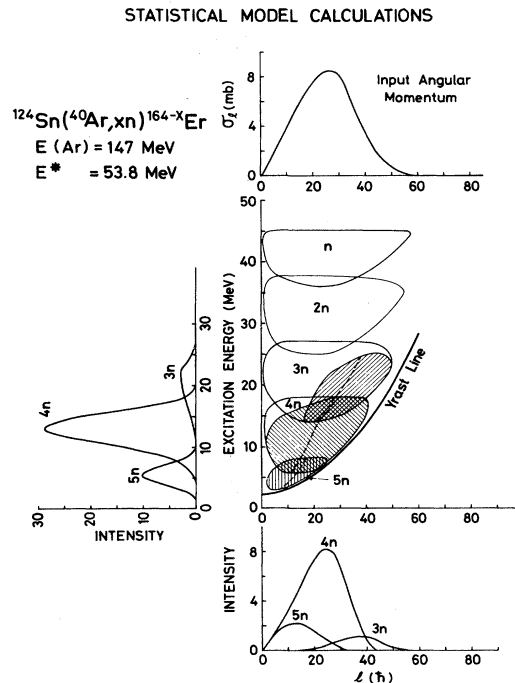 STATISTICAL MODEL CALCULATIONS
8
4
0
σℓ (mb)
Input Angular
Momentum
0 20 40 60 80
¹²⁴Sn(⁴⁰Ar,xn)¹⁶⁴⁻ˣEr
E (Ar) = 147 MeV
E* = 53.8 MeV
50
40
30
20
10
0
EXCITATION ENERGY (MeV)
n
2n
3n
4n
5n
Yrast Line
0 20 40 60 80
30
20
10
0
3n
4n
5n
30 20 10 0
INTENSITY
8
4
0
INTENSITY
4n
5n
3n
0 20 40 60 80
ℓ (ħ)